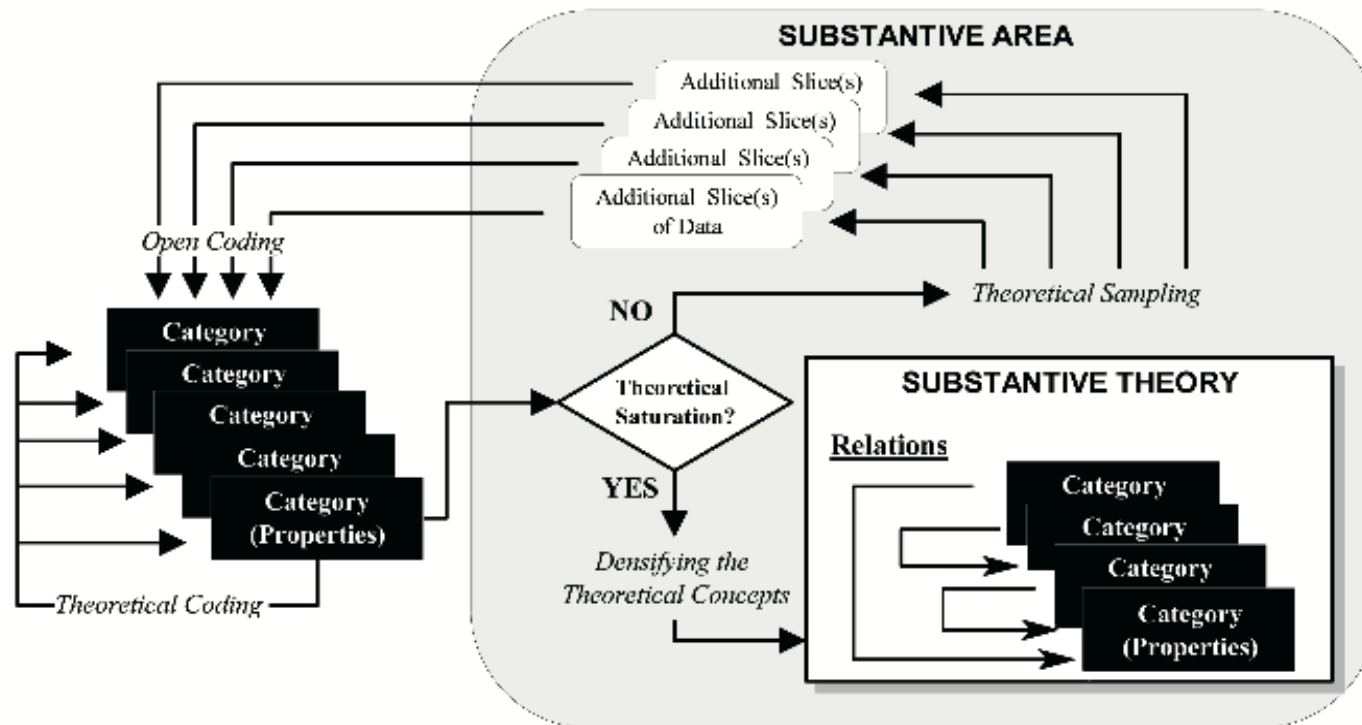 SUBSTANTIVE AREA
Additional Slice(s)
Additional Slice(s)
Additional Slice(s)
Additional Slice(s)
of Data
Open Coding
Theoretical Sampling
NO
Category
Category
Category
Category
Category
(Properties)
Theoretical Coding
Theoretical
Saturation?
YES
Densifying the
Theoretical Concepts
SUBSTANTIVE THEORY
Relations
Category
Category
Category
Category
(Properties)